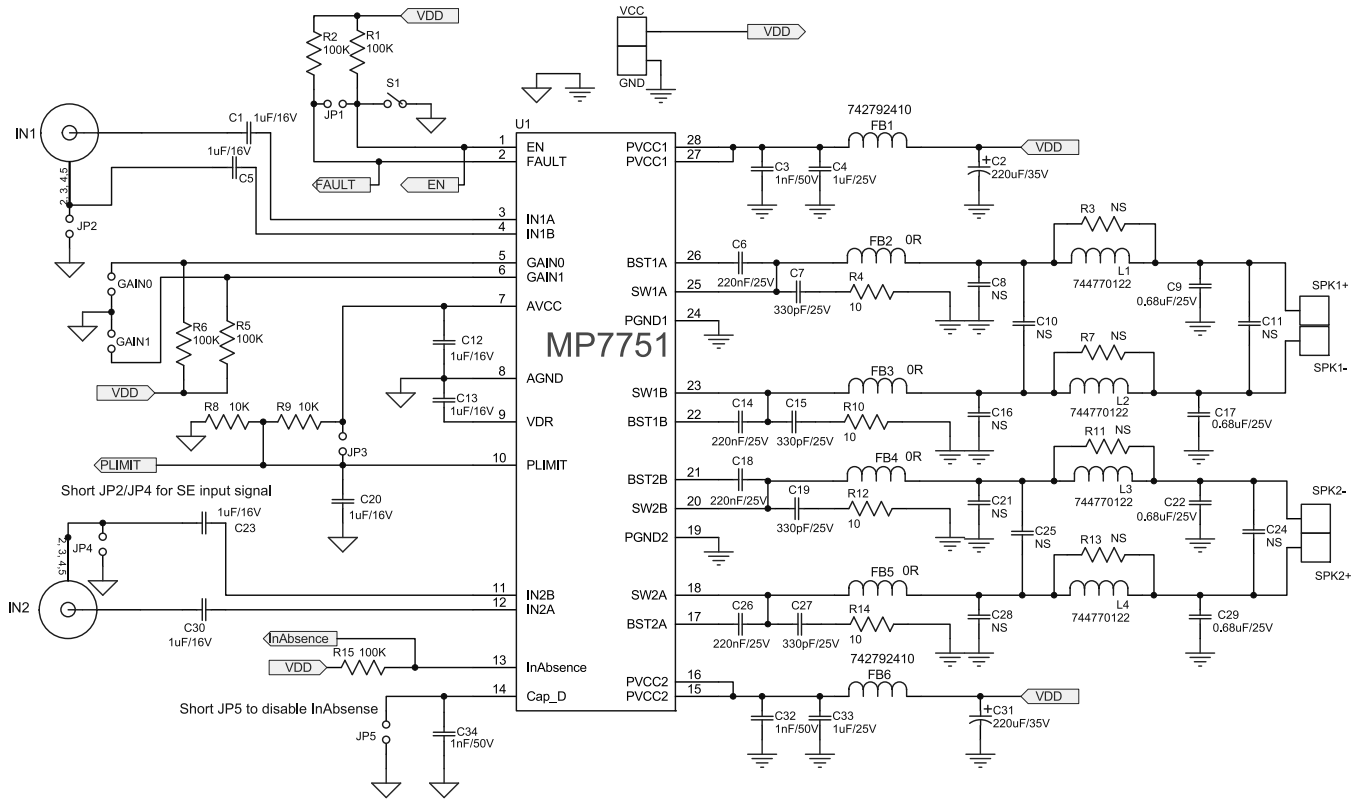 VCC
VDD
GND
VDD
R2
100K
R1
100K
S1
JP1
IN1
2, 3, 4,5
JP2
C1
1uF/16V
1uF/16V
C5
FAULT
EN
U1
MP7751
1
EN
2
FAULT
3
IN1A
4
IN1B
5
GAIN0
6
GAIN1
7
AVCC
8
AGND
9
VDR
10
PLIMIT
11
IN2B
12
IN2A
13
InAbsence
14
Cap_D
28
PVCC1
27
PVCC1
26
BST1A
25
SW1A
24
PGND1
23
SW1B
22
BST1B
21
BST2B
20
SW2B
19
PGND2
18
SW2A
17
BST2A
16
PVCC2
15
PVCC2
GAIN0
GAIN1
R6
100K
R5
100K
VDD
C12
1uF/16V
C13
1uF/16V
R8 10K
R9 10K
JP3
PLIMIT
Short JP2/JP4 for SE input signal
C20
1uF/16V
1uF/16V
C23
2, 3, 4,5
JP4
IN2
C30
1uF/16V
InAbsence
VDD
R15 100K
Short JP5 to disable InAbsense
JP5
C34
1nF/50V
742792410
FB1
VDD
C3
1nF/50V
C4
1uF/25V
+
C2
220uF/35V
R3 NS
C6
220nF/25V
FB2 0R
C7
330pF/25V
R4
10
C8
NS
L1
744770122
C9
0.68uF/25V
SPK1+
C10
NS
R7 NS
C11
NS
SPK1-
FB3 0R
L2
744770122
C14
220nF/25V
C15
330pF/25V
R10
10
C16
NS
C17
0.68uF/25V
R11 NS
C18
220nF/25V
FB4 0R
C19
330pF/25V
R12
10
C21
NS
L3
744770122
C22
0.68uF/25V
SPK2-
C25
NS
R13 NS
C24
NS
SPK2+
FB5 0R
L4
744770122
C26
220nF/25V
C27
330pF/25V
R14
10
C28
NS
C29
0.68uF/25V
742792410
FB6
VDD
C32
1nF/50V
C33
1uF/25V
+
C31
220uF/35V